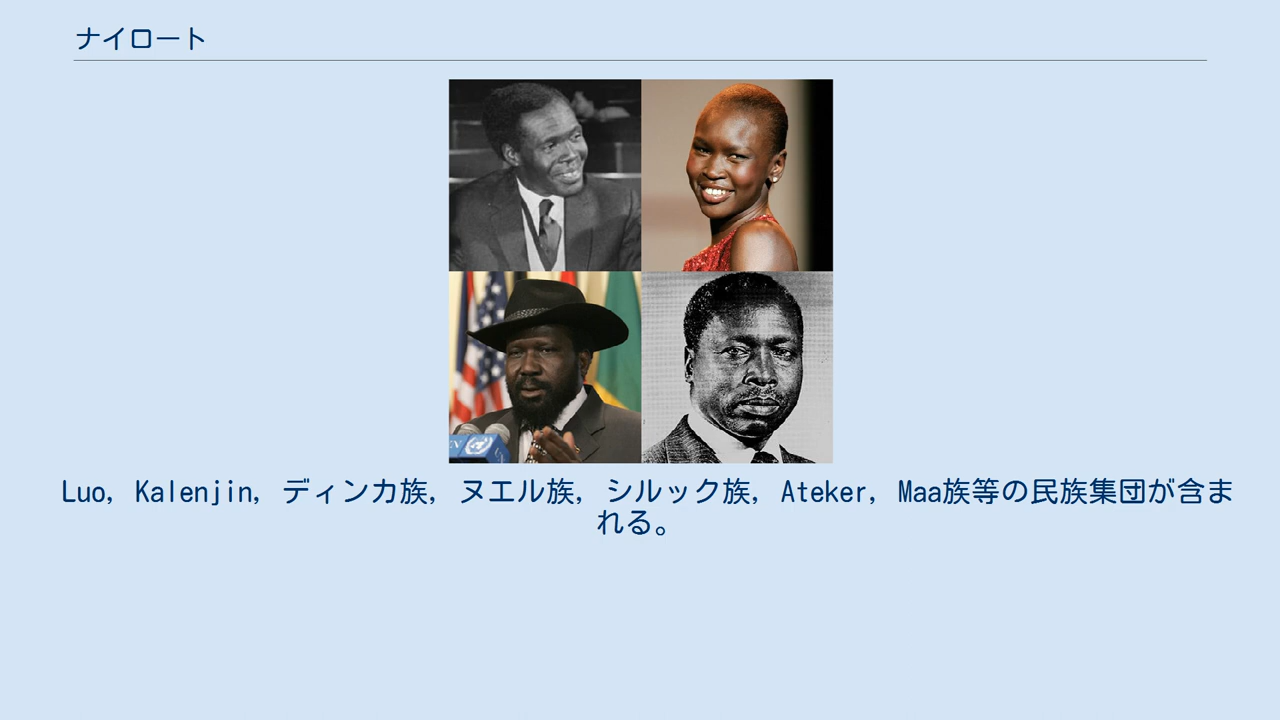 ナイロート
Luo, Kalenjin, ディンカ族, ヌエル族, シルック族, Ateker, Maa族等の民族集団が含ま
れる。